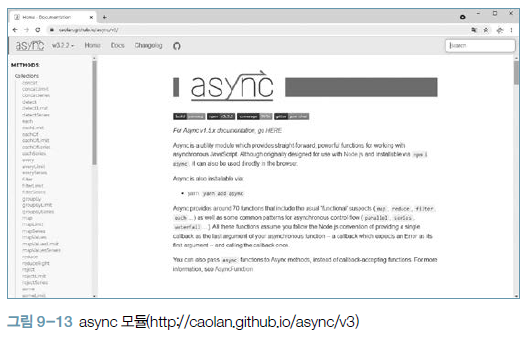 Home - Documentation
caolan.github.io/async/v3/
async v3.2.2 Home Docs Changelog
Search
METHODS:
Collections
concat
concatLimit
concatSeries
detect
detectLimit
detectSeries
each
eachLimit
eachOf
eachOfLimit
eachOfSeries
eachSeries
every
everyLimit
everySeries
filter
filterLimit
filterSeries
groupBy
groupByLimit
groupBySeries
map
mapLimit
mapSeries
mapValues
mapValuesLimit
mapValuesSeries
reduce
reduceRight
reject
rejectLimit
rejectSeries
some
someLimit
async
For Async v1.5.x documentation, go HERE
Async is a utility module which provides straight-forward, powerful functions for working with
asynchronous JavaScript. Although originally designed for use with Node.js and installable via npm i
async, it can also be used directly in the browser.
Async is also installable via:
• yarn: yarn add async
Async provides around 70 functions that include the usual 'functional' suspects (map, reduce, filter,
each ...) as well as some common patterns for asynchronous control flow (parallel, series,
waterfall ...). All these functions assume you follow the Node.js convention of providing a single
callback as the last argument of your asynchronous function – a callback which expects an Error as its
first argument – and calling the callback once.
You can also pass async functions to Async methods, instead of callback-accepting functions. For more
information, see AsyncFunction
그림 9-13 async 모듈(http://caolan.github.io/async/v3)